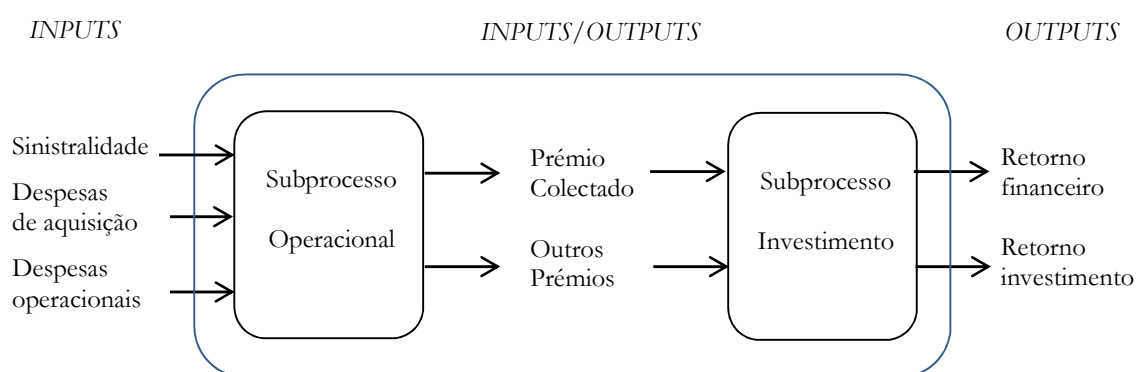 INPUTS
INPUTS/OUTPUTS
OUTPUTS
Sinistralidade
Despesas
de aquisição
Despesas
operacionais
Subprocesso
Operacional
Prémio
Colectado
Outros
Prémios
Subprocesso
Investimento
Retorno
financeiro
Retorno
investimento